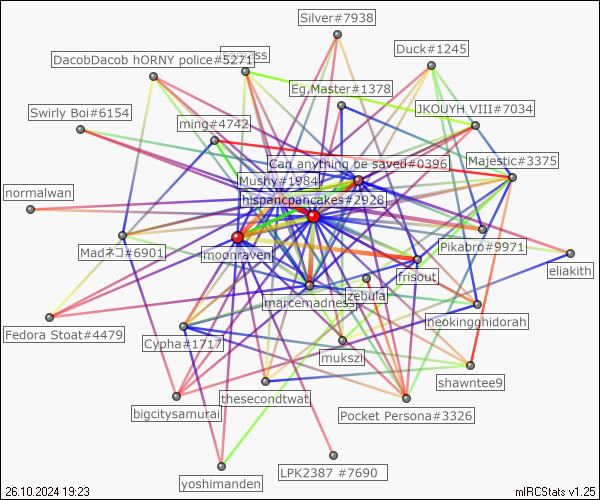 Silver#7938
Duck#1245
DacobDacob hORNY police#5271
Eg,Master#1378
Swirly Boi#6154
JKOUYH VIII#7034
ming#4742
Can anything be saved#0396
Majestic#3375
Mushy#1984
normalwan
hispancpancakes#2928
Madネコ#6901
moonraven
Pikabro#9971
eliakith
frisout
zebula
marcemadness
neokingghidorah
Fedora Stoat#4479
Cypha#1717
mukszi
shawntee9
thesecondtwat
bigcitysamurai
Pocket Persona#3326
LPK2387 #7690
yoshimanden
26.10.2024 19:23
mIRCStats v1.25